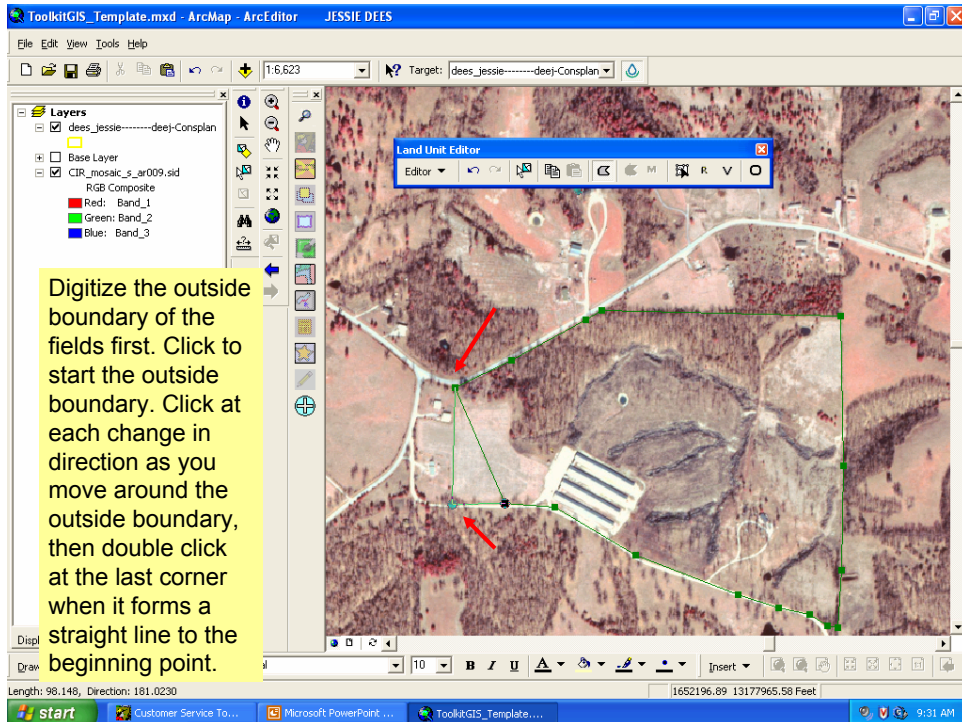 ToolkitGIS_Template.mxd - ArcMap - ArcEditor JESSIE DEES
File Edit View Tools Help
1:6,623
Target: dees_jessie--------deej-Consplan
Layers
dees_jessie--------deej-Consplan
Base Layer
CIR_mosaic_s_ar009.sid
RGB Composite
Red: Band_1
Green: Band_2
Blue: Band_3
Land Unit Editor
Editor
M R V O
Digitize the outside
boundary of the
fields first. Click to
start the outside
boundary. Click at
each change in
direction as you
move around the
outside boundary,
then double click
at the last corner
when it forms a
straight line to the
beginning point.
10 B I U A Insert
Length: 98.148, Direction: 181.0230
1652196.89 13177965.58 Feet
start
Customer Service To...
Microsoft PowerPoint ...
ToolkitGIS_Template....
9:31 AM